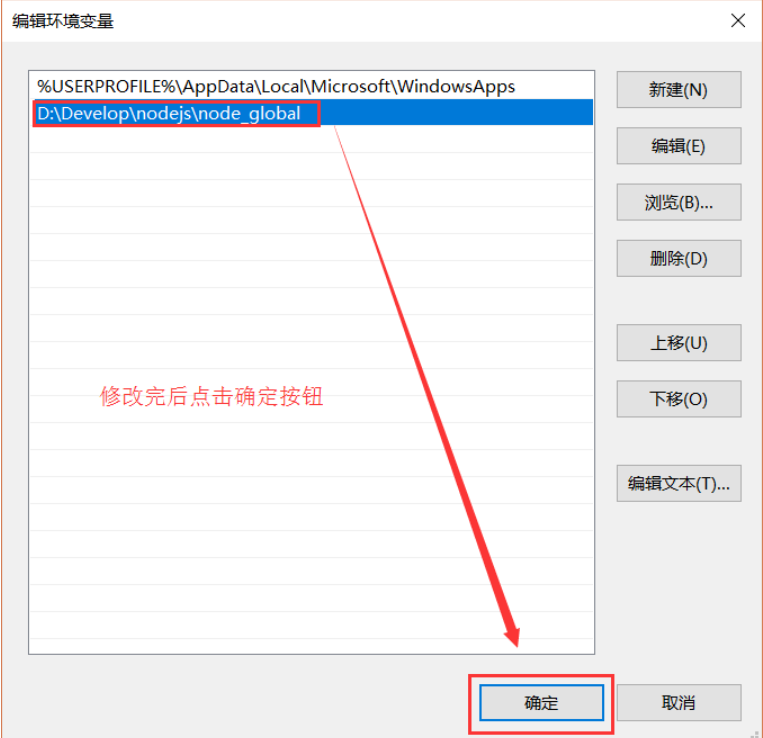 编辑环境变量
%USERPROFILE%\AppData\Local\Microsoft\WindowsApps
D:\Develop\nodejs\node_global
新建(N)
编辑(E)
浏览(B)...
删除(D)
上移(U)
修改完后点击确定按钮
下移(O)
编辑文本(T)...
确定
取消